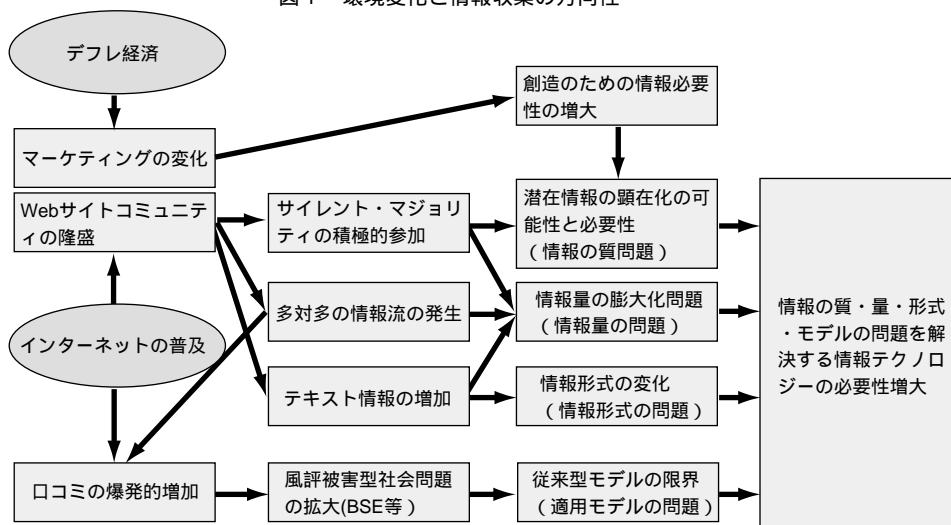 図1 環境変化と情報収集の方向性
デフレ経済
創造のための情報必要
性の増大
マーケティングの変化
Webサイトコミュニテ
ィの隆盛
サイレント・マジョリ
ティの積極的参加
潜在情報の顕在化の可
能性と必要性
(情報の質問題)
多対多の情報流の発生
情報量の膨大化問題
(情報量の問題)
情報の質・量・形式
・モデルの問題を解
決する情報テクノロ
ジーの必要性増大
インターネットの普及
テキスト情報の増加
情報形式の変化
(情報形式の問題)
口コミの爆発的増加
風評被害型社会問題
の拡大(BSE等)
従来型モデルの限界
(適用モデルの問題)